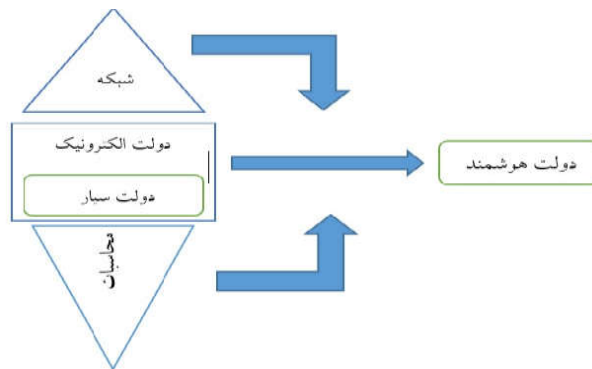 شبکه
دولت الکترونیک
دولت سیار
محاسبات
دولت هوشمند